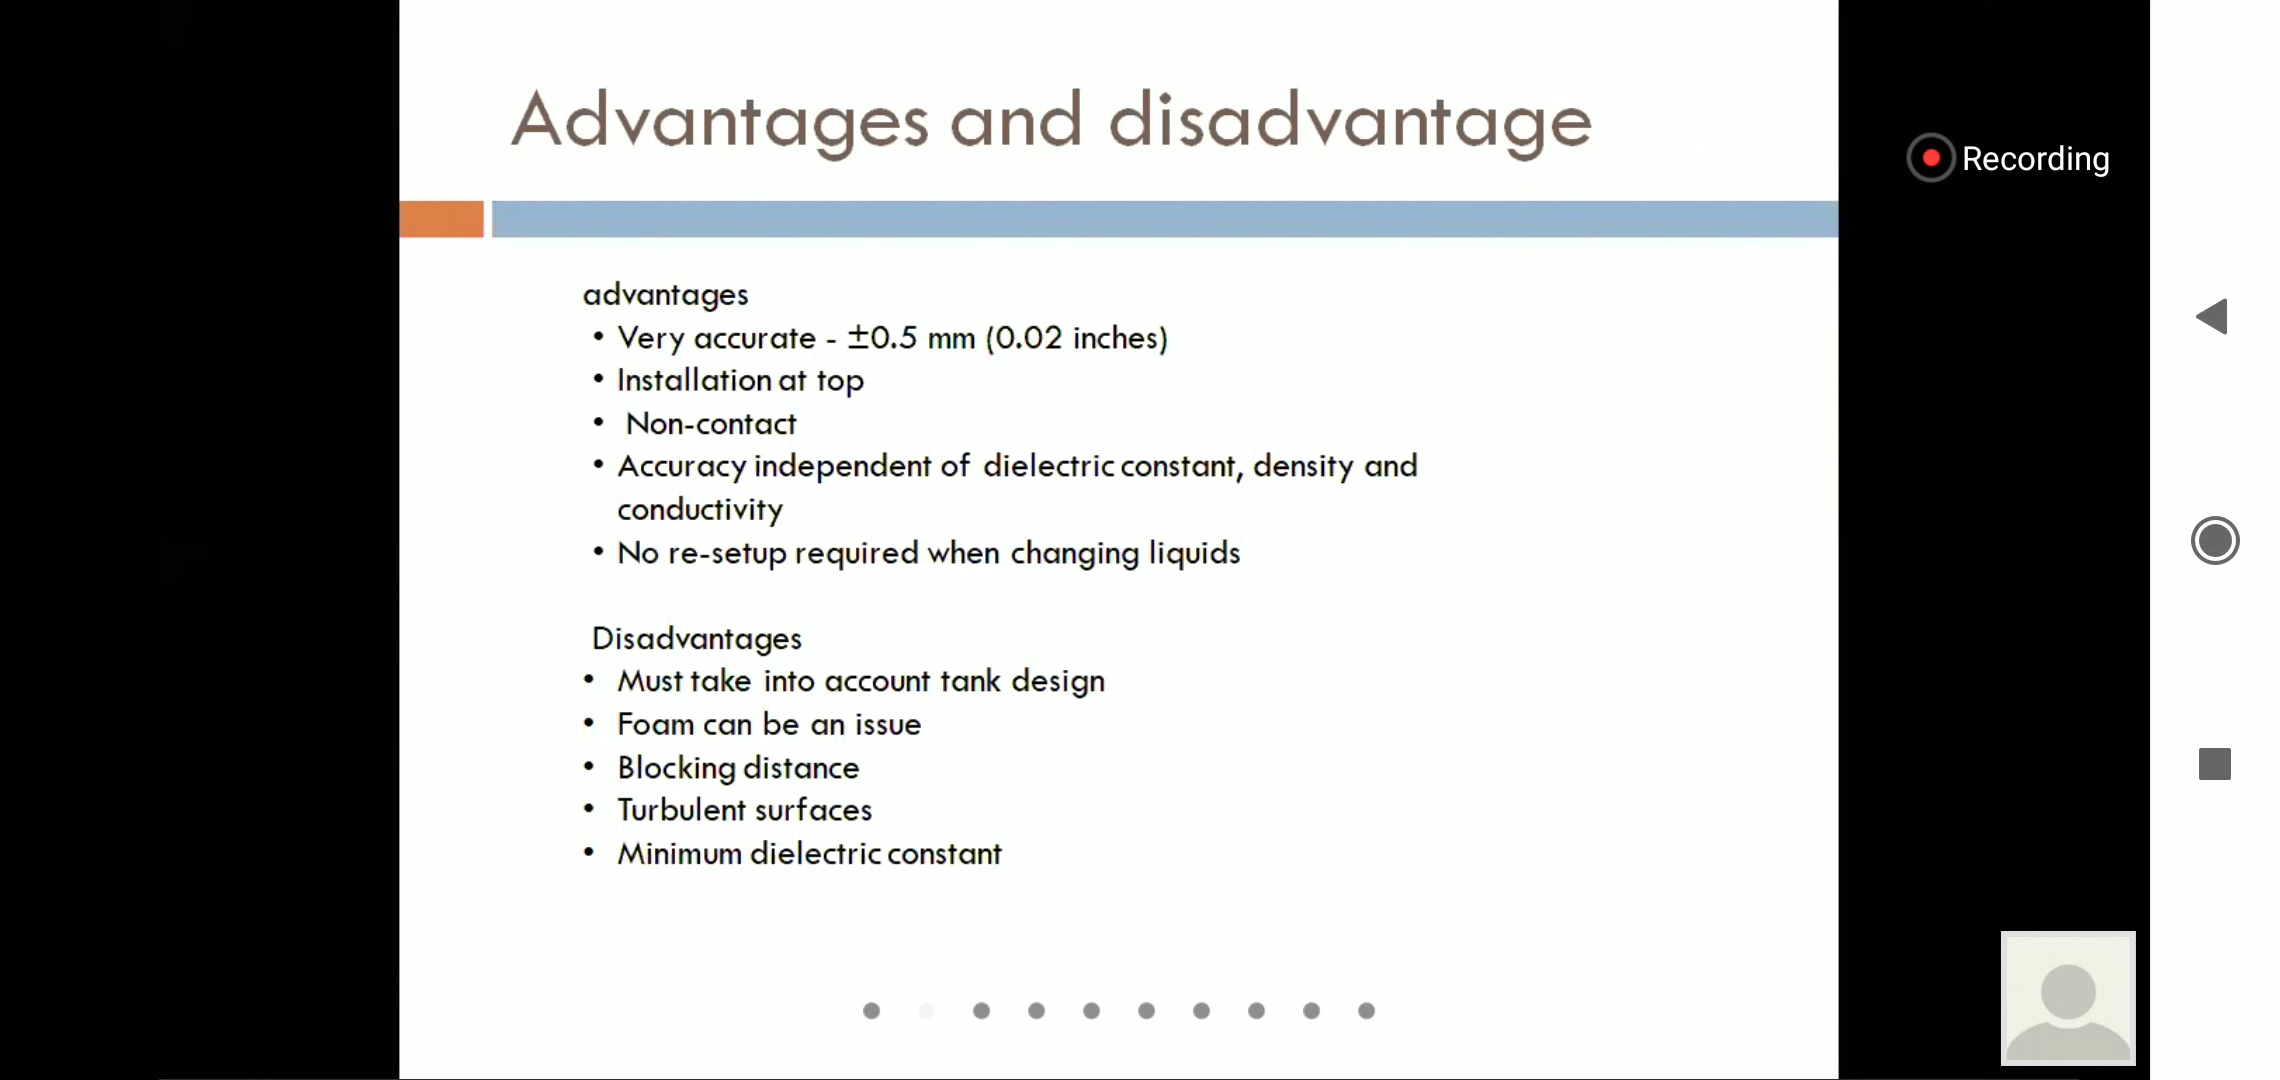 Advantages and disadvantage
Recording
advantages
• Very accurate - ±0.5 mm (0.02 inches)
• Installation at top
• Non-contact
• Accuracy independent of dielectric constant, density and
conductivity
• No re-setup required when changing liquids
Disadvantages
• Must take into account tank design
• Foam can be an issue
• Blocking distance
• Turbulent surfaces
• Minimum dielectric constant